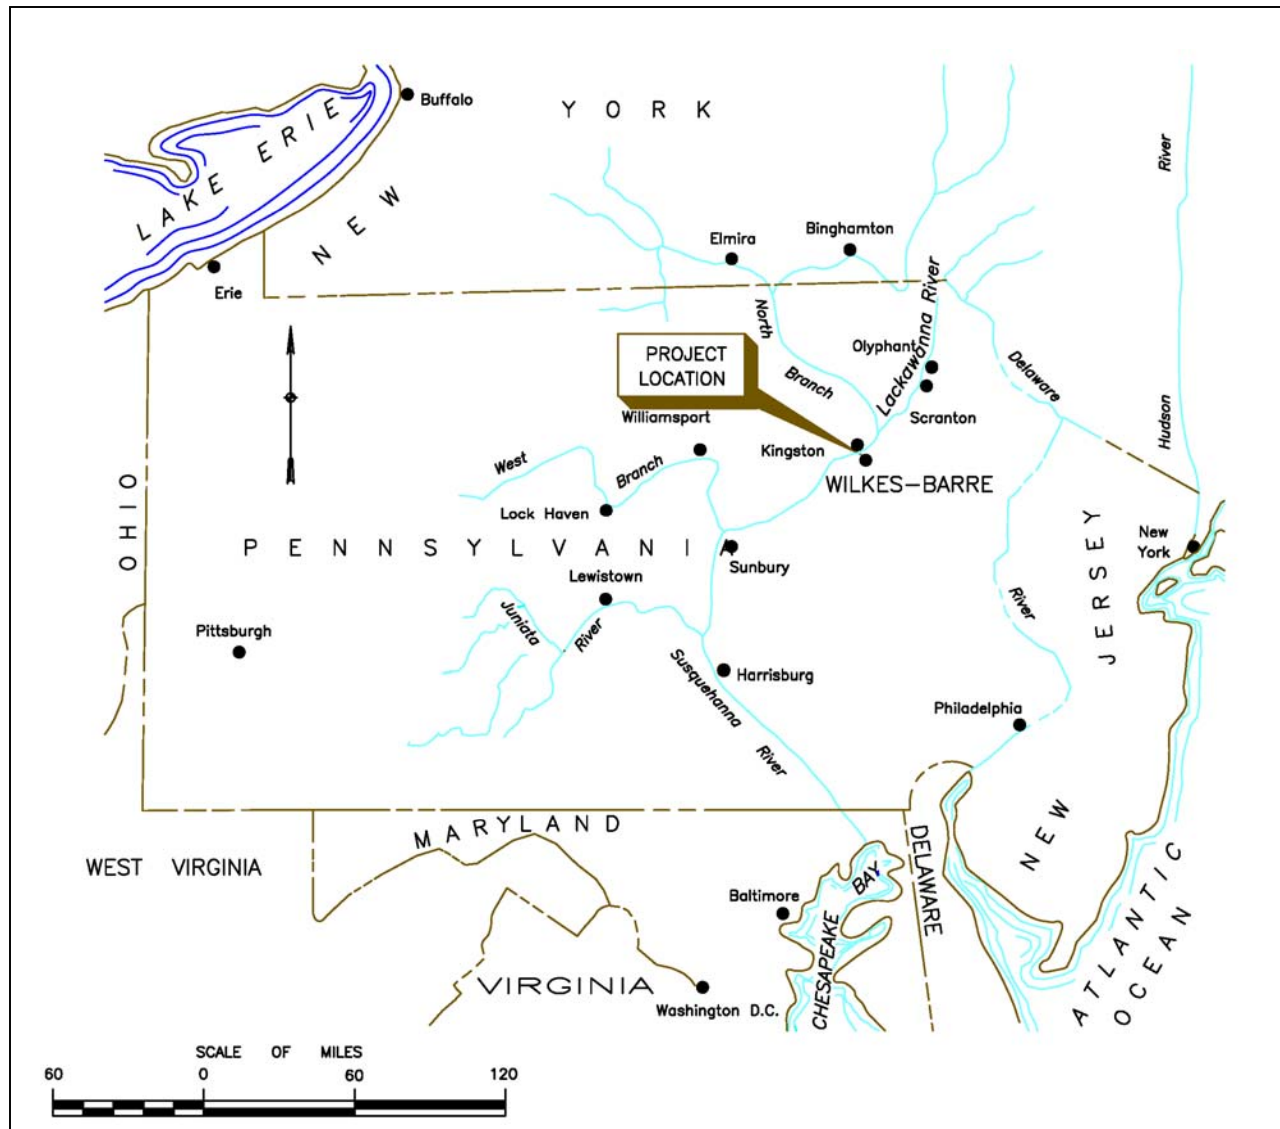 Buffalo
Y O R K
LAKE ERIE
NEW
River
Elmira
Binghamton
Erie
North
Lackawanna River
PROJECT
LOCATION
Olyphant
Delaware
Branch
Williamsport
Scranton
Hudson
Kingston
West
Branch
WILKES-BARRE
OHIO
Lock Haven
PENNSYLVANIA
Sunbury
JERSEY
New
York
Lewistown
Juniata
River
River
Pittsburgh
Susquehanna
Harrisburg
Philadelphia
River
MARYLAND
NEW
DELAWARE
WEST VIRGINIA
BAY
Baltimore
CHESAPEAKE
ATLANTIC
OCEAN
VIRGINIA
Washington D.C.
SCALE OF MILES
60 0 60 120